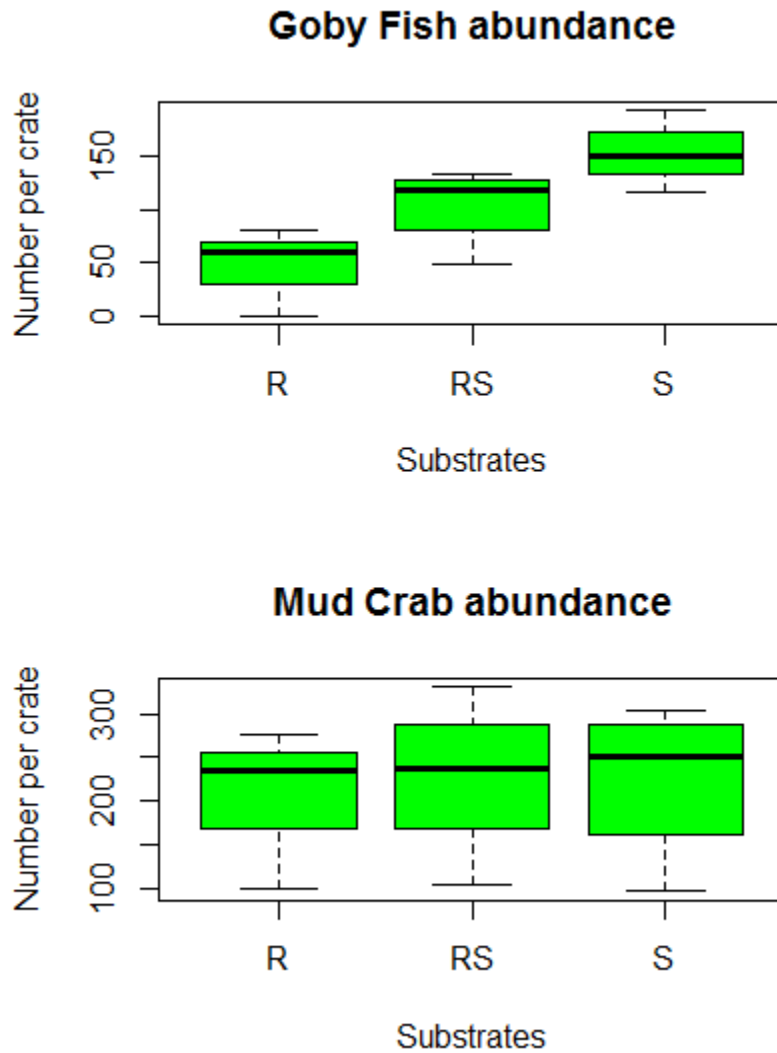 Goby Fish abundance
Number per crate
150
50
0
R RS S
Substrates
Mud Crab abundance
Number per crate
300
200
100
R RS S
Substrates